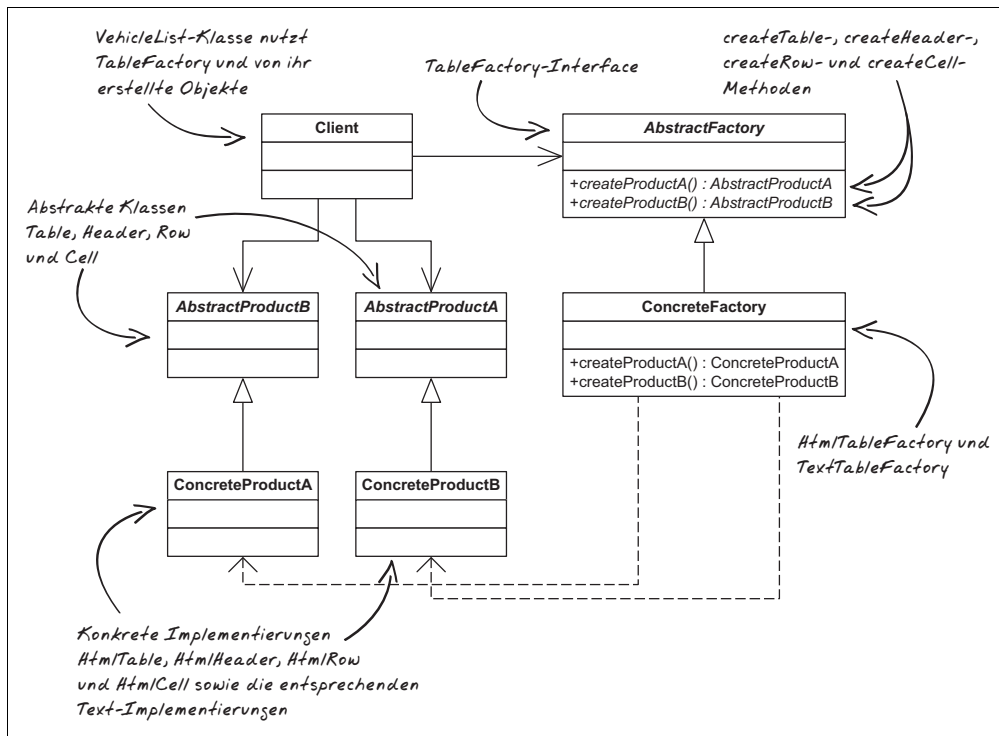 VehicleList-Klasse nutzt
TableFactory und von ihr
erstellte Objekte
TableFactory-Interface
createTable-, createHeader-,
createRow- und createCell-
Methoden
Client
AbstractFactory
+createProductA() : AbstractProductA
+createProductB() : AbstractProductB
Abstrakte Klassen
Table, Header, Row
und Cell
AbstractProductB
AbstractProductA
ConcreteFactory
+createProductA() : ConcreteProductA
+createProductB() : ConcreteProductB
HtmlTableFactory und
TextTableFactory
ConcreteProductA
ConcreteProductB
Konkrete Implementierungen
HtmlTable, HtmlHeader, HtmlRow
und HtmlCell sowie die entsprechenden
Text-Implementierungen